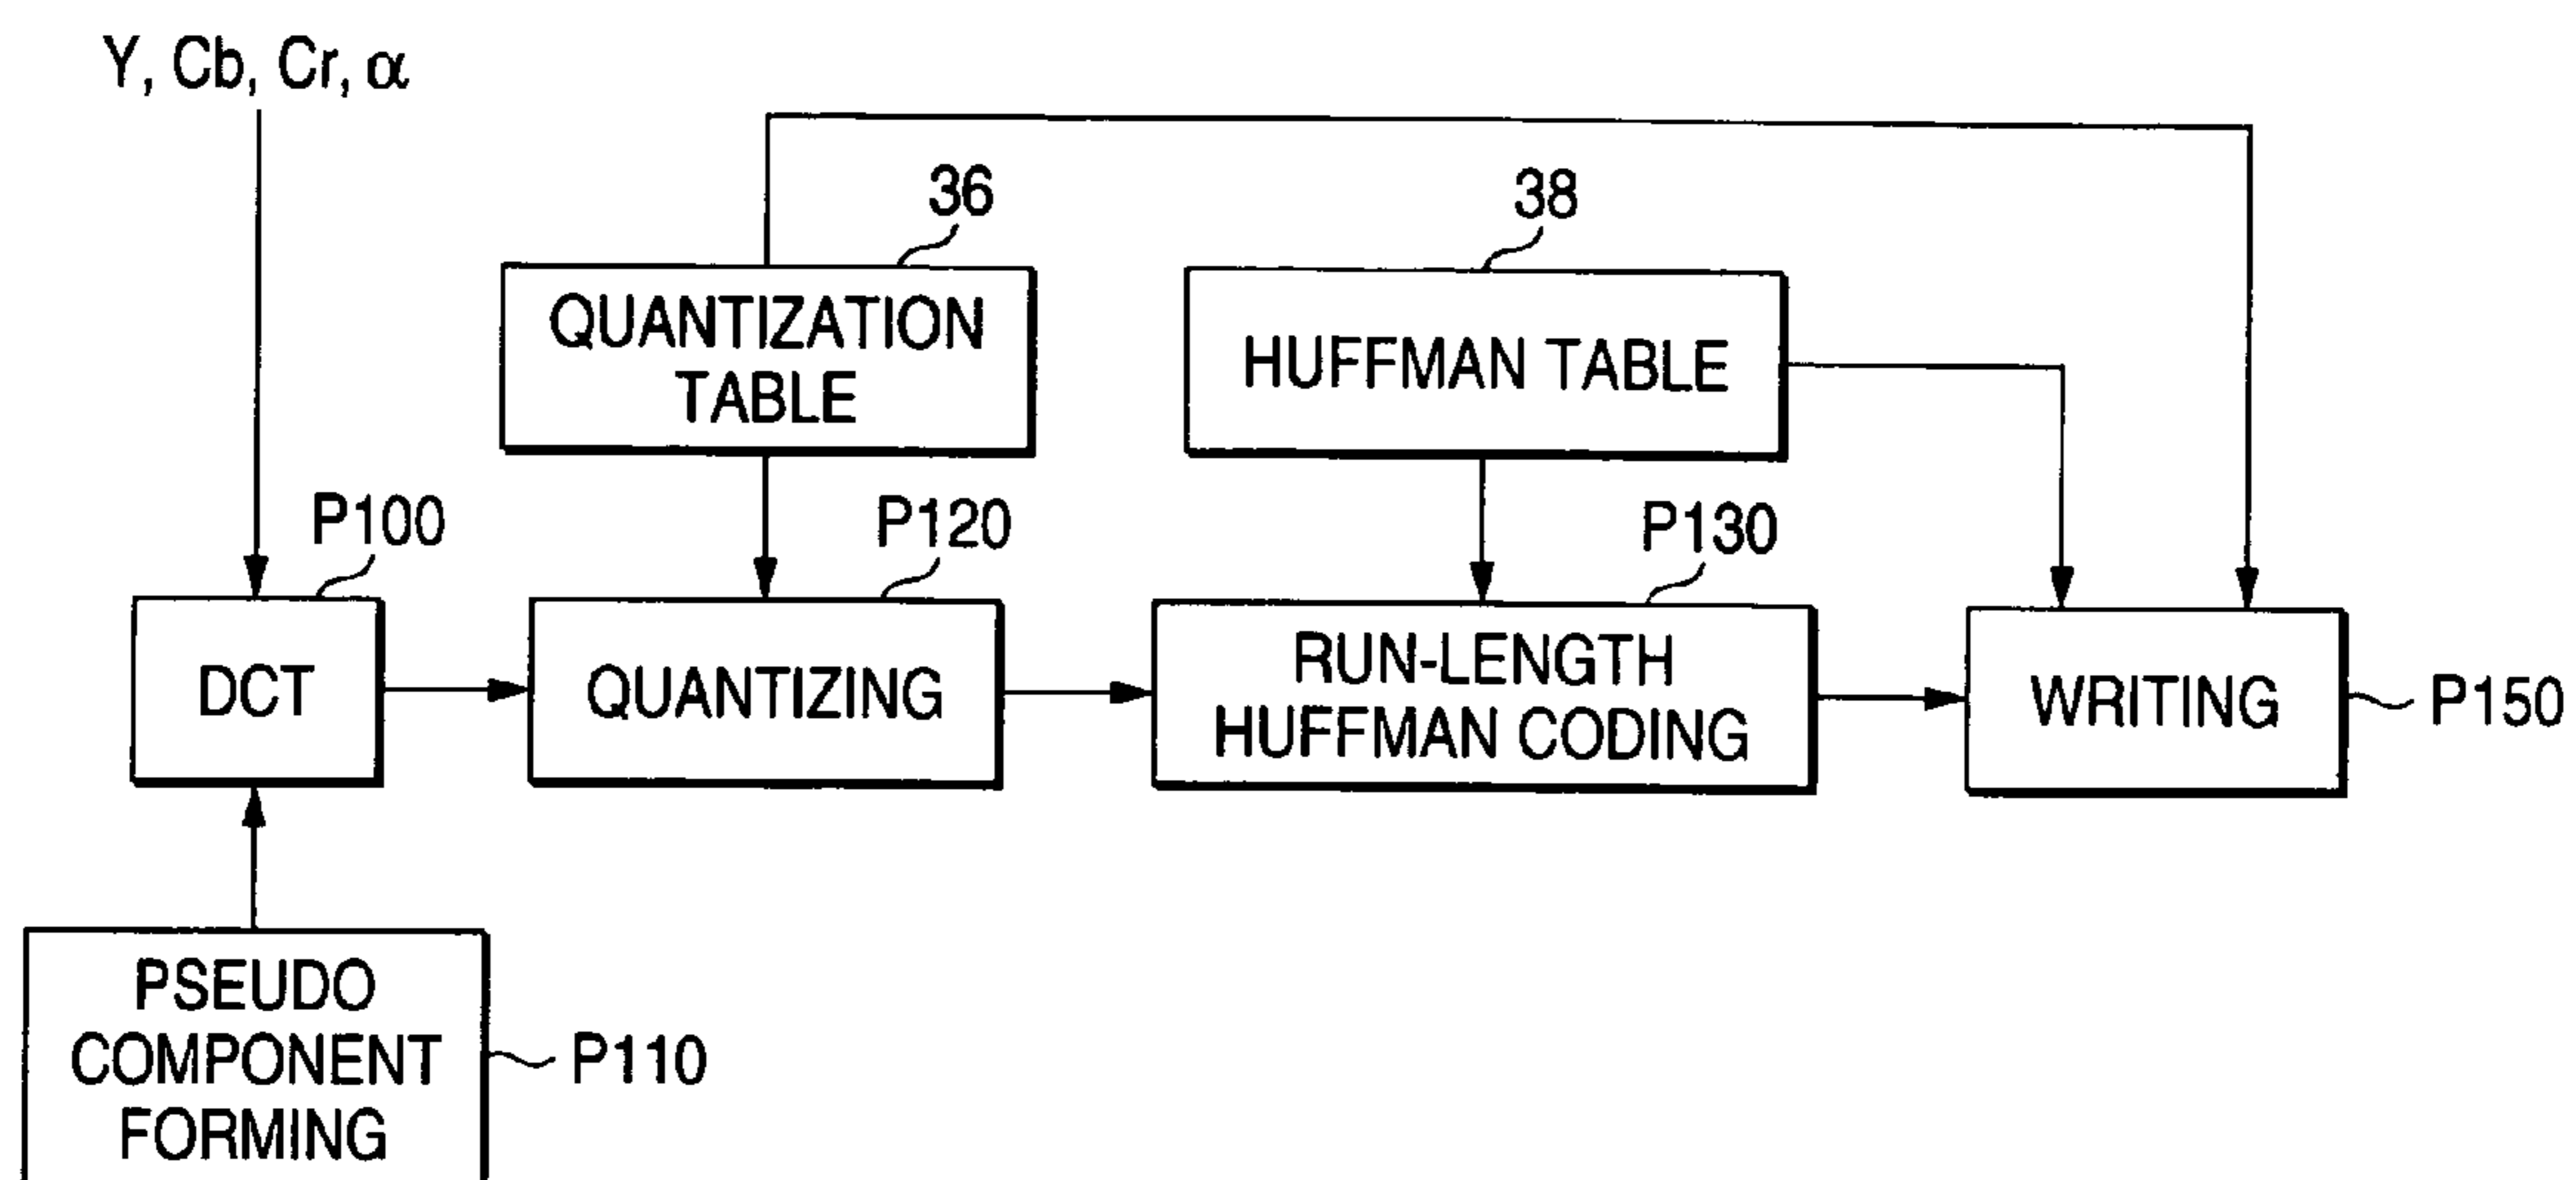 Y, Cb, Cr, α
36
38
QUANTIZATION
TABLE
HUFFMAN TABLE
P100
P120
P130
DCT
QUANTIZING
RUN-LENGTH
HUFFMAN CODING
WRITING
P150
PSEUDO
COMPONENT
FORMING
P110